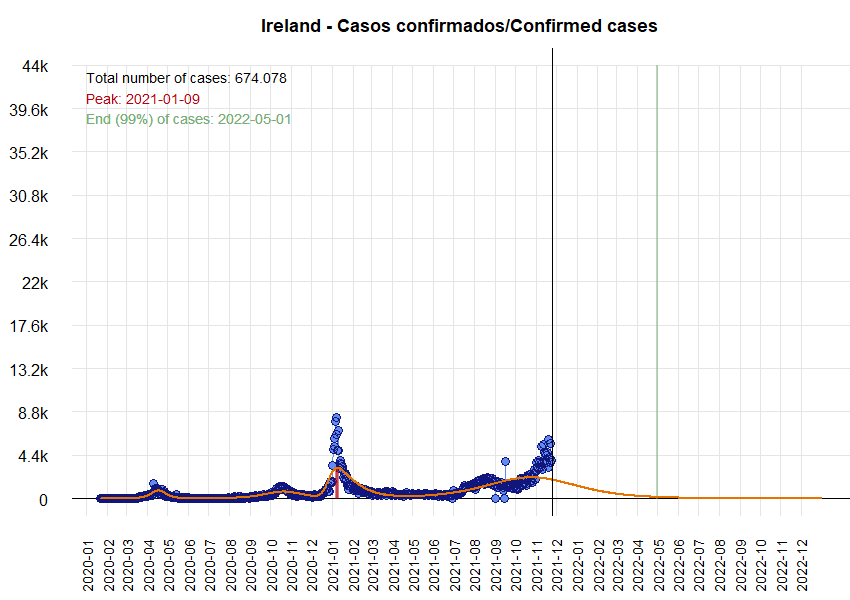 Ireland - Casos confirmados/Confirmed cases
Total number of cases: 674.078
Peak: 2021-01-09
End (99%) of cases: 2022-05-01
44k
39.6k
35.2k
30.8k
26.4k
22k
17.6k
13.2k
8.8k
4.4k
0
2020-01
2020-02
2020-03
2020-04
2020-05
2020-06
2020-07
2020-08
2020-09
2020-10
2020-11
2020-12
2021-01
2021-02
2021-03
2021-04
2021-05
2021-06
2021-07
2021-08
2021-09
2021-10
2021-11
2021-12
2022-01
2022-02
2022-03
2022-04
2022-05
2022-06
2022-07
2022-08
2022-09
2022-10
2022-11
2022-12